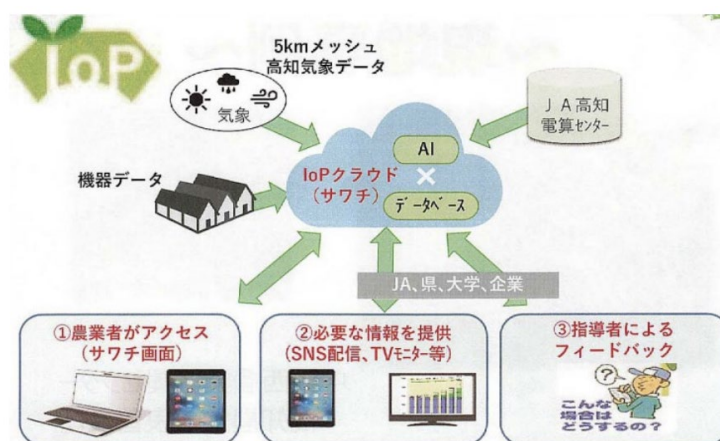 IoP
5kmメッシュ
高知気象データ
気象
ＪＡ高知
電算ｾﾝﾀｰ
AI
IoPクラウド
×
(サワチ)
ﾃﾞｰﾀﾍﾞｰｽ
機器データ
JA、県、大学、企業
①農業者がアクセス
(サワチ画面)
②必要な情報を提供
(SNS配信、TVﾓﾆﾀｰ等)
③指導者による
フィードバック
?
こんな
場合は
どうするの？